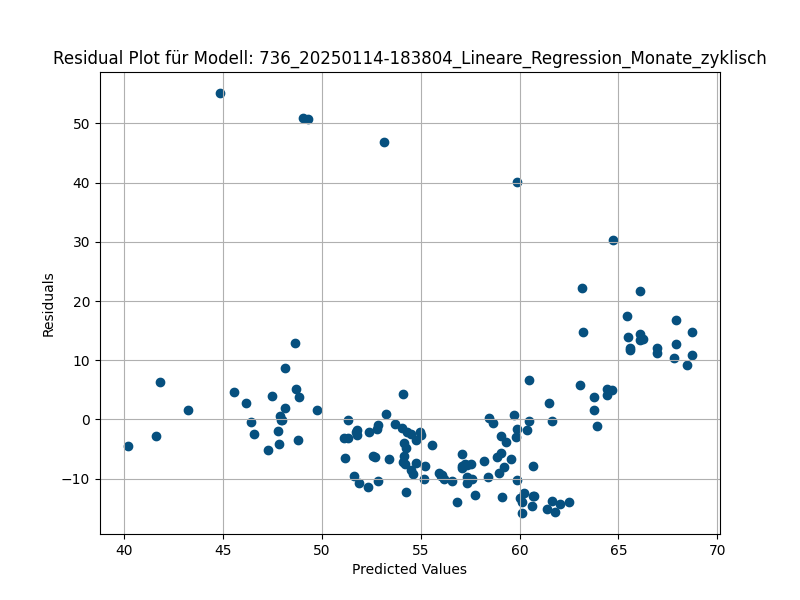 Residual Plot für Modell: 736_20250114-183804_Lineare_Regression_Monate_zyklisch
50
40
30
20
10
0
−10
Residuals
40 45 50 55 60 65 70
Predicted Values